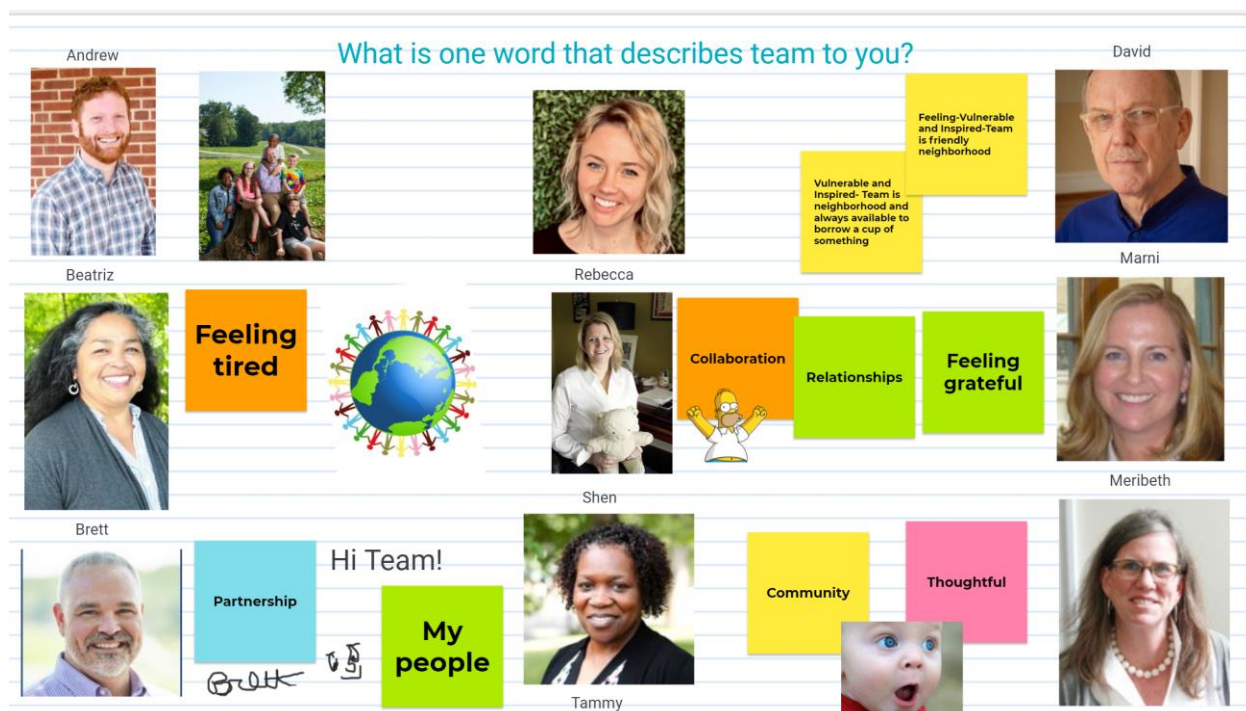 What is one word that describes team to you?
Andrew
David
Feeling-Vulnerable
and Inspired-Team
is friendly
neighborhood
Vulnerable and
Inspired- Team is
neighborhood and
always available to
borrow a cup of
something
Beatriz
Rebecca
Marni
Feeling
tired
Collaboration
Relationships
Feeling
grateful
Brett
Shen
Meribeth
Partnership
Hi Team!
My
people
Community
Thoughtful
Brett
Tammy